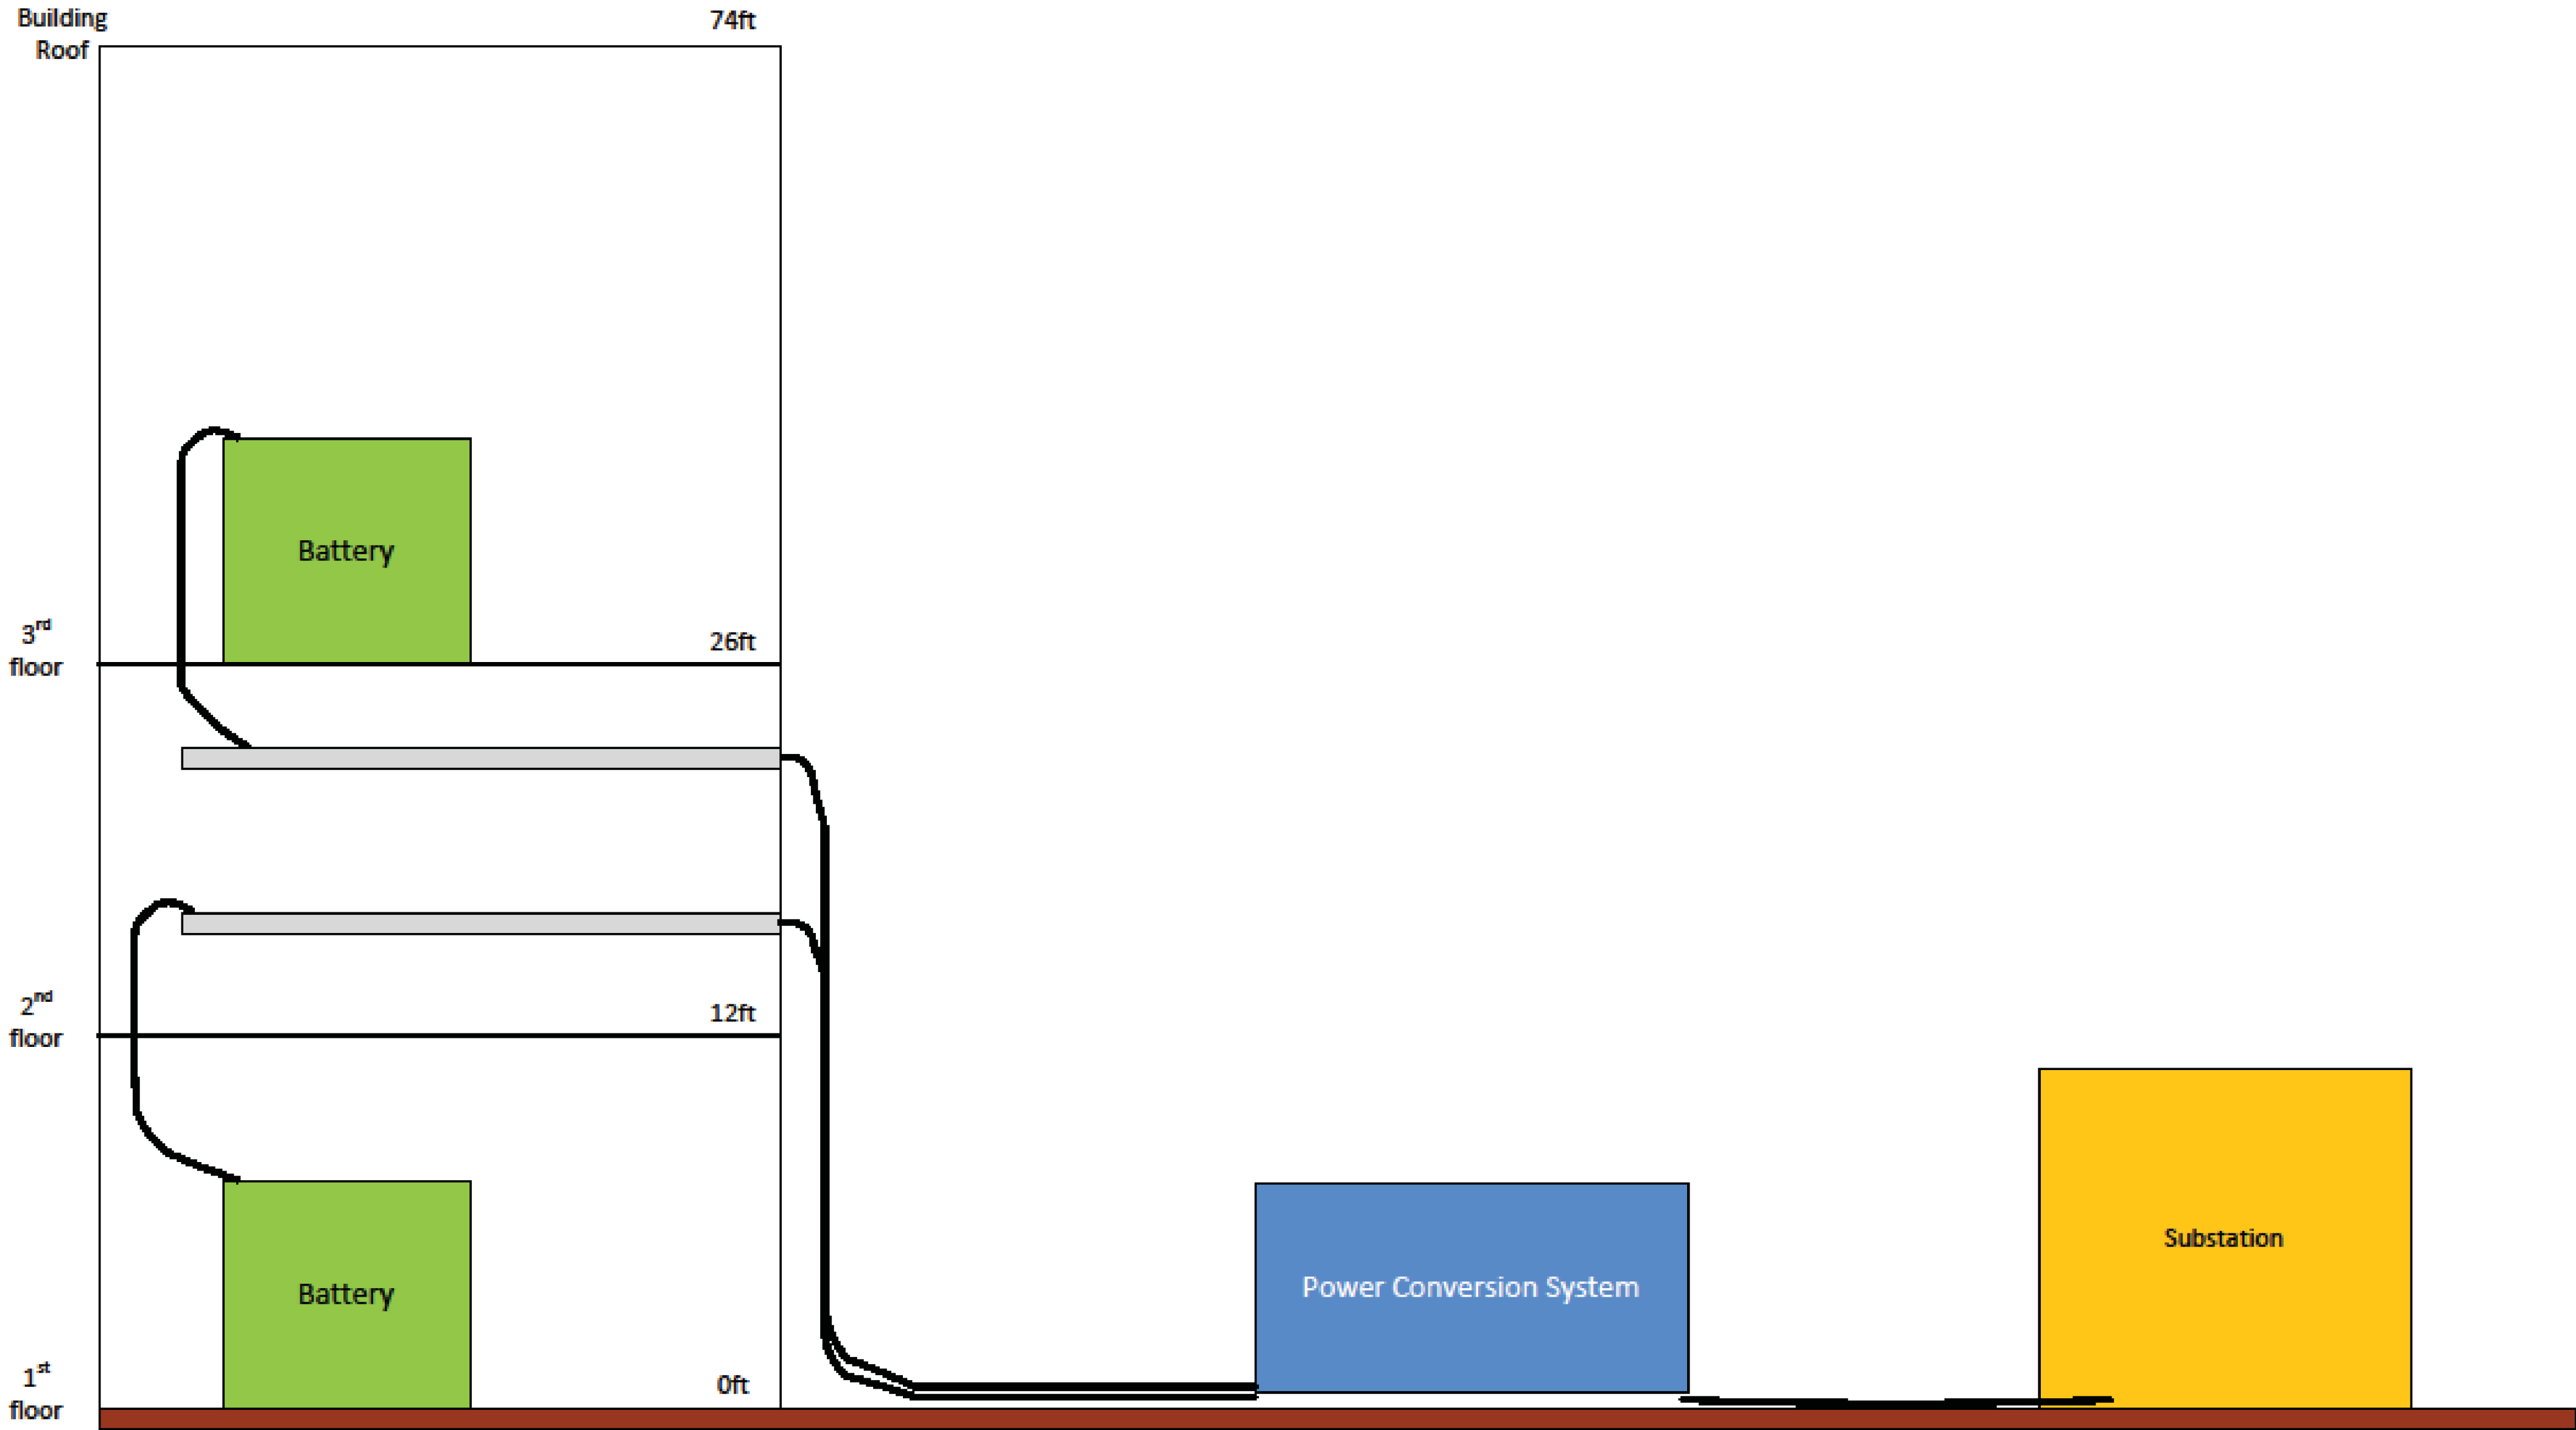 Building
Roof
74ft
Battery
3rd
floor
26ft
2nd
floor
12ft
Battery
Power Conversion System
Substation
1st
floor
0ft